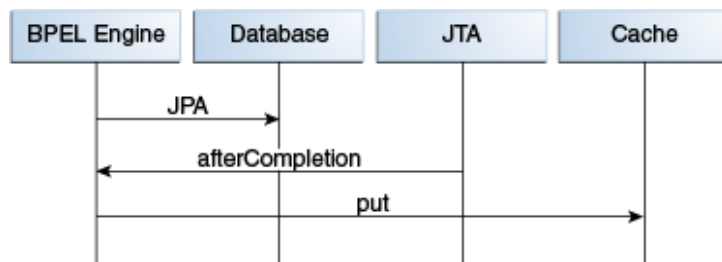 BPEL Engine Database JTA Cache
JPA
afterCompletion
put